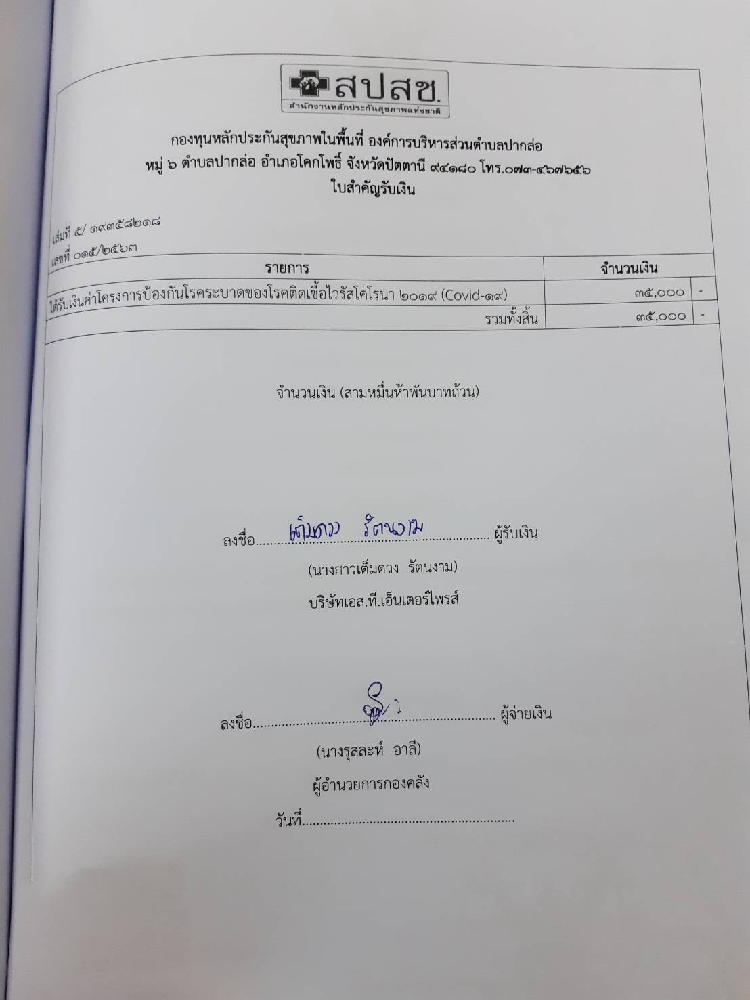 สปสช.
สำนักงานหลักประกันสุขภาพแห่งชาติ
กองทุนหลักประกันสุขภาพในพื้นที่ องค์การบริหารส่วนตำบลปากล่อ
หมู่ ๖ ตำบลปากล่อ อำเภอโคกโพธิ์ จังหวัดปัตตานี ๙๔๑๘๐ โทร.๐๗๓-๔๖๗๖๕๖
ใบสำคัญรับเงิน
เล่มที่ ๕/ ๑๙๓๕๘๒๑๘
เลขที่ ๐๑๕/๒๕๖๓
รายการ จำนวนเงิน
ได้รับเงินค่าโครงการป้องกันโรคระบาดของโรคติดเชื้อไวรัสโคโรนา ๒๐๑๙ (Covid-๑๙) ๓๕,๐๐๐ -
รวมทั้งสิ้น ๓๕,๐๐๐ -
จำนวนเงิน (สามหมื่นห้าพันบาทถ้วน)
ลงชื่อ เต็มดวง รัตนงาม ผู้รับเงิน
(นางสาวเต็มดวง รัตนงาม)
บริษัทเอส.ที.เอ็นเตอร์ไพรส์
ลงชื่อ ผู้จ่ายเงิน
(นางรุสละห์ อาลี)
ผู้อำนวยการกองคลัง
วันที่